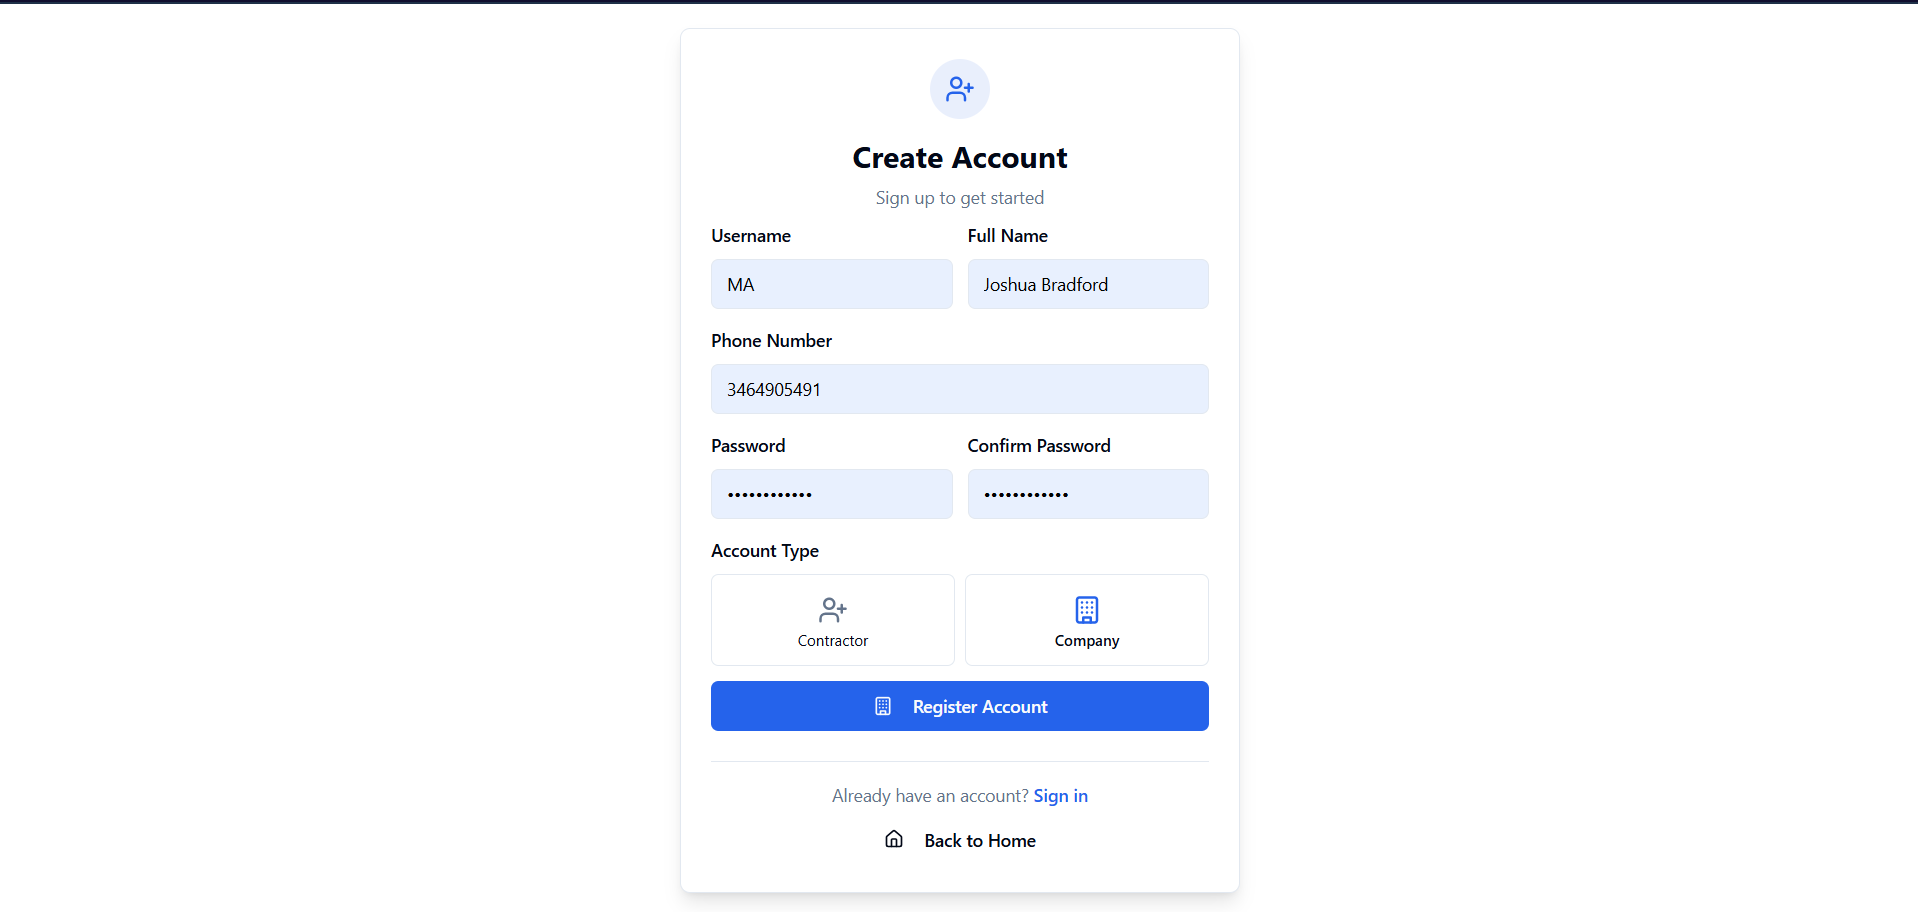 Create Account
Sign up to get started
Username Full Name
MA Joshua Bradford
Phone Number
3464905491
Password Confirm Password
•••••••••••• ••••••••••••
Account Type
Contractor Company
Register Account
Already have an account? Sign in
Back to Home